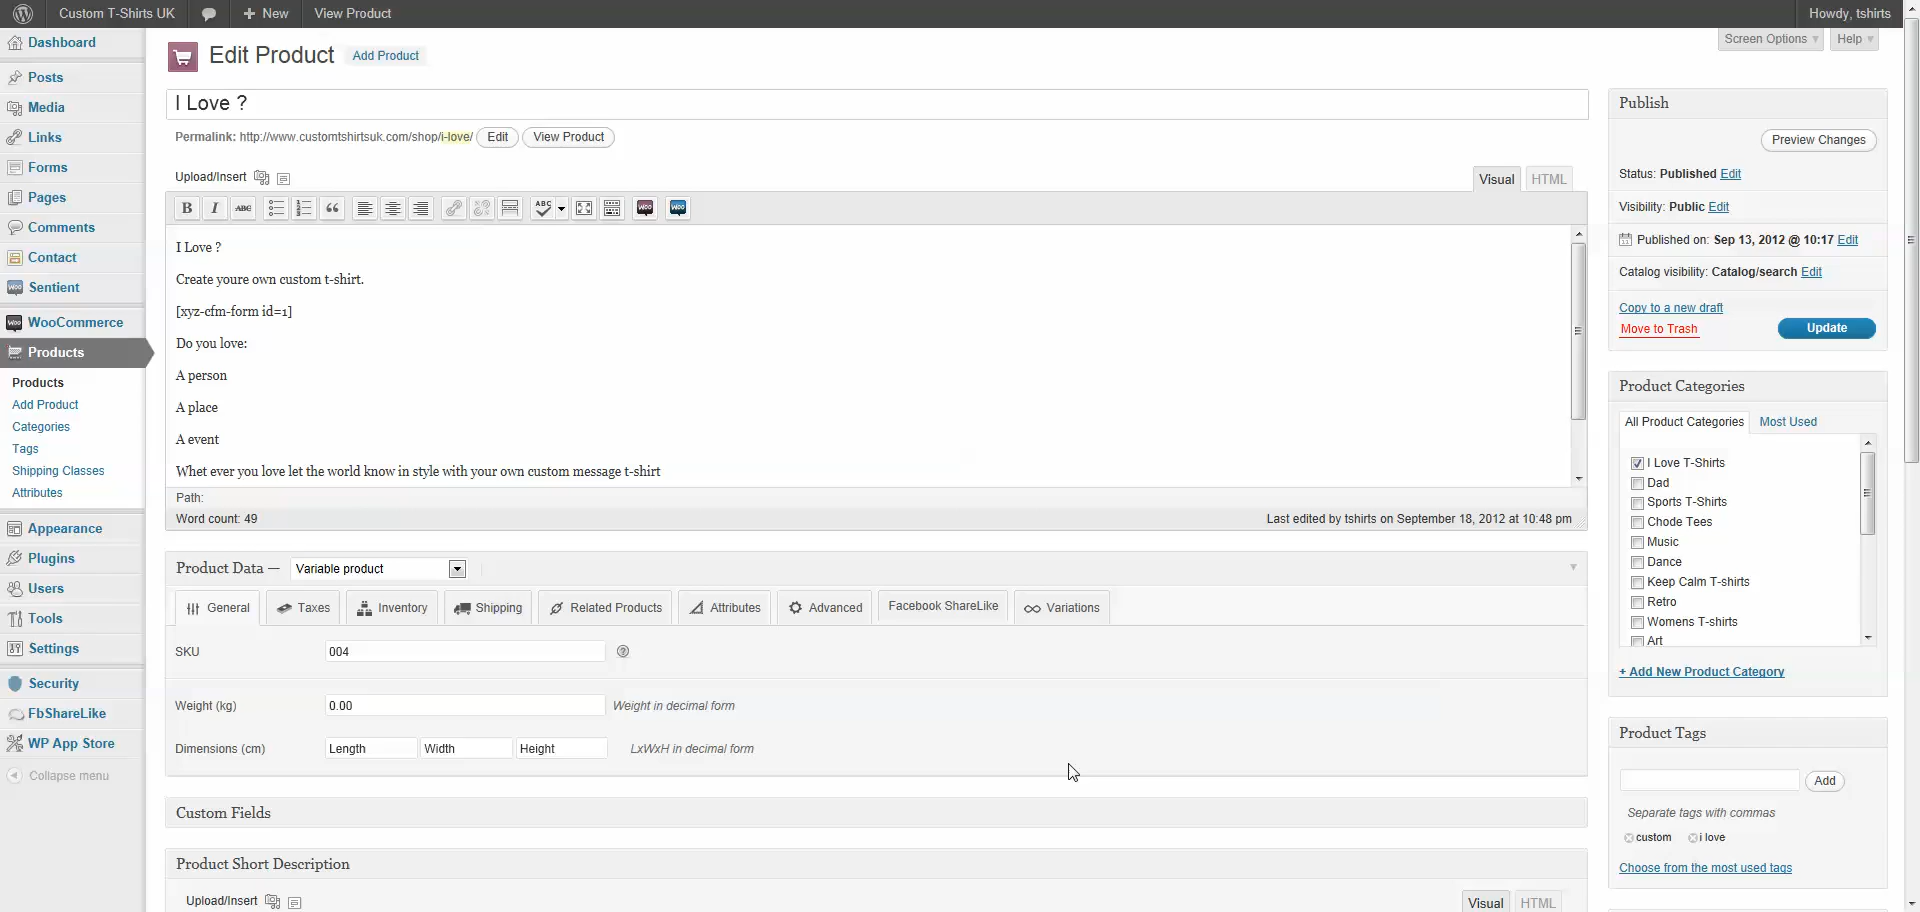 Custom T-Shirts UK
New
View Product
Howdy, tshirts
Dashboard
Posts
Media
Links
Forms
Pages
Comments
Contact
Sentient
WooCommerce
Products
Products
Add Product
Categories
Tags
Shipping Classes
Attributes
Appearance
Plugins
Users
Tools
Settings
Security
FbShareLike
WP App Store
Collapse menu
Screen Options
Help
Edit Product
Add Product
I Love ?
Permalink: http://www.customtshirtsuk.com/shop/i-love/ Edit View Product
Upload/Insert
Visual
HTML
B I ABC
ABC
I Love ?
Create youre own custom t-shirt.
[xyz-cfm-form id=1]
Do you love:
A person
A place
A event
Whet ever you love let the world know in style with your own custom message t-shirt
Path:
Word count: 49
Last edited by tshirts on September 18, 2012 at 10:48 pm
Product Data — Variable product
General
Taxes
Inventory
Shipping
Related Products
Attributes
Advanced
Facebook ShareLike
Variations
SKU
004
Weight (kg)
0.00
Weight in decimal form
Dimensions (cm)
Length
Width
Height
LxWxH in decimal form
Custom Fields
Product Short Description
Upload/Insert
Visual
HTML
Publish
Preview Changes
Status: Published Edit
Visibility: Public Edit
Published on: Sep 13, 2012 @ 10:17 Edit
Catalog visibility: Catalog/search Edit
Copy to a new draft
Move to Trash
Update
Product Categories
All Product Categories
Most Used
I Love T-Shirts
Dad
Sports T-Shirts
Chode Tees
Music
Dance
Keep Calm T-shirts
Retro
Womens T-shirts
Art
+ Add New Product Category
Product Tags
Add
Separate tags with commas
custom
i love
Choose from the most used tags